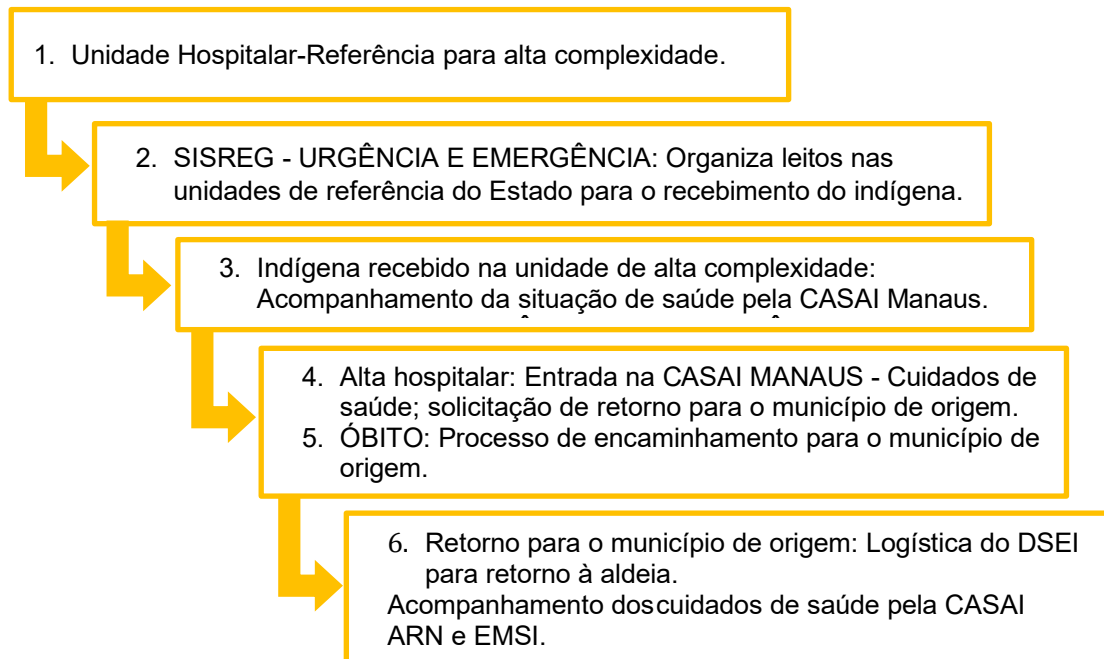 1. Unidade Hospitalar-Referência para alta complexidade.
2. SISREG - URGÊNCIA E EMERGÊNCIA: Organiza leitos nas
unidades de referência do Estado para o recebimento do indígena.
3. Indígena recebido na unidade de alta complexidade:
Acompanhamento da situação de saúde pela CASAI Manaus.
4. Alta hospitalar: Entrada na CASAI MANAUS - Cuidados de
saúde; solicitação de retorno para o município de origem.
5. ÓBITO: Processo de encaminhamento para o município de
origem.
6. Retorno para o município de origem: Logística do DSEI
para retorno à aldeia.
Acompanhamento doscuidados de saúde pela CASAI
ARN e EMSI.